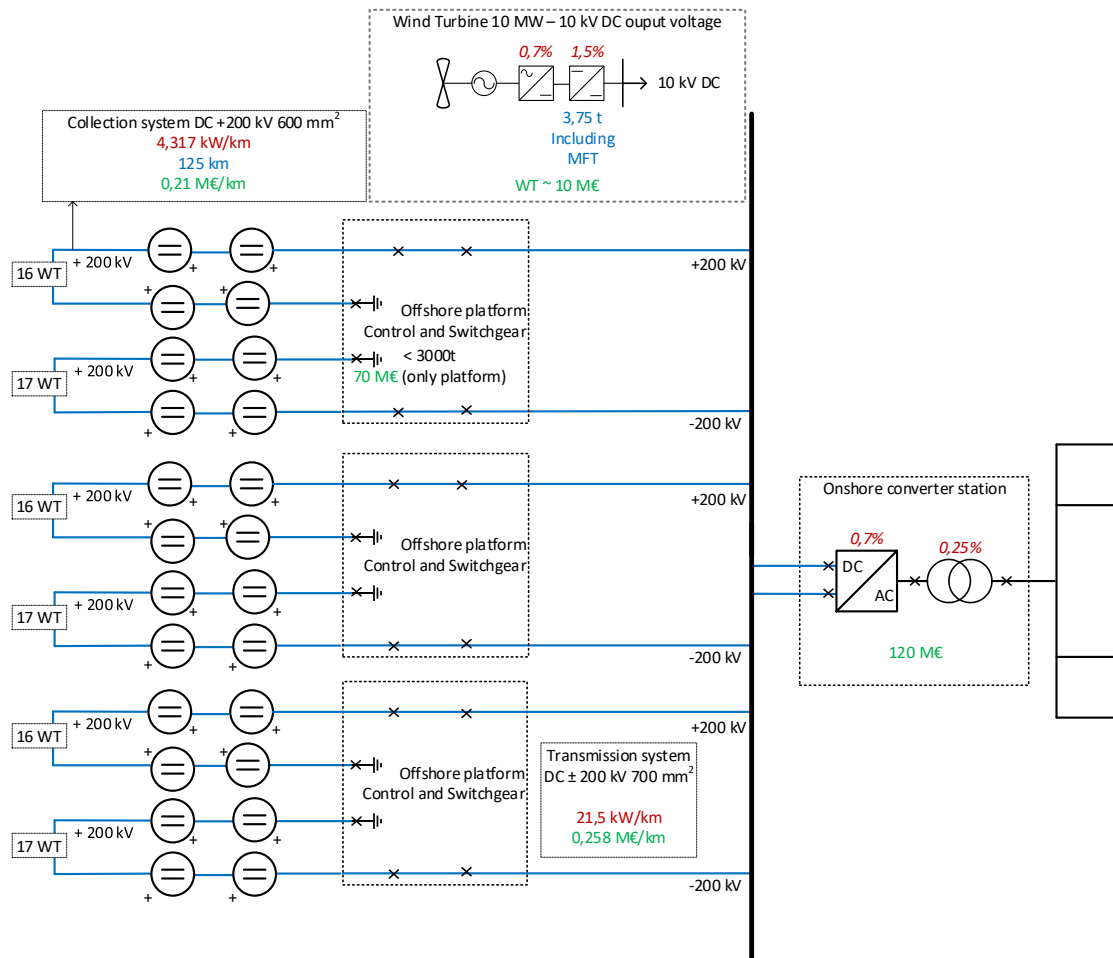 Wind Turbine 10 MW – 10 kV DC ouput voltage
0,7%
1,5%
10 kV DC
3,75 t
Including
MFT
WT ~ 10 M€
Collection system DC +200 kV 600 mm²
4,317 kW/km
125 km
0,21 M€/km
16 WT
+ 200 kV
+
+
+
+
+200 kV
Offshore platform
Control and Switchgear
< 3000t
70 M€ (only platform)
17 WT
+ 200 kV
+
+
+
+
-200 kV
16 WT
+ 200 kV
+
+
+
+
+200 kV
Offshore platform
Control and Switchgear
17 WT
+ 200 kV
+
+
+
+
-200 kV
Onshore converter station
0,7%
0,25%
DC
AC
120 M€
16 WT
+ 200 kV
+
+
+
+
+200 kV
Offshore platform
Control and Switchgear
17 WT
+ 200 kV
+
+
+
+
-200 kV
Transmission system
DC ± 200 kV 700 mm²
21,5 kW/km
0,258 M€/km